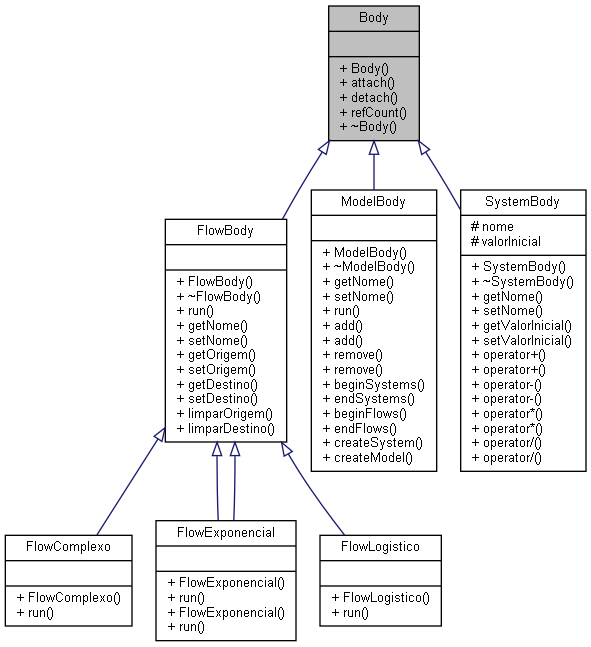 Body
+ Body()
+ attach()
+ detach()
+ refCount()
+ ~Body()
FlowBody
+ FlowBody()
+ ~FlowBody()
+ run()
+ getNome()
+ setNome()
+ getOrigem()
+ setOrigem()
+ getDestino()
+ setDestino()
+ limparOrigem()
+ limparDestino()
ModelBody
+ ModelBody()
+ ~ModelBody()
+ getNome()
+ setNome()
+ run()
+ add()
+ add()
+ remove()
+ remove()
+ beginSystems()
+ endSystems()
+ beginFlows()
+ endFlows()
+ createSystem()
+ createModel()
SystemBody
# nome
# valorInicial
+ SystemBody()
+ ~SystemBody()
+ getNome()
+ setNome()
+ getValorInicial()
+ setValorInicial()
+ operator+()
+ operator+()
+ operator-()
+ operator-()
+ operator*()
+ operator*()
+ operator/()
+ operator/()
FlowComplexo
+ FlowComplexo()
+ run()
FlowExponencial
+ FlowExponencial()
+ run()
+ FlowExponencial()
+ run()
FlowLogistico
+ FlowLogistico()
+ run()